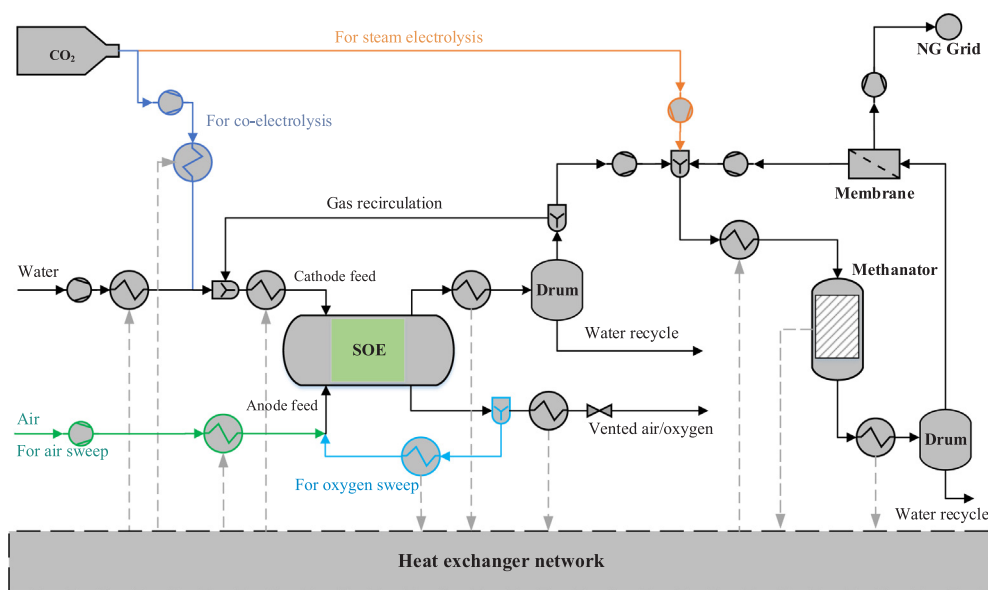 For steam electrolysis
NG Grid
CO₂
For co-electrolysis
Membrane
Gas recirculation
Water
Cathode feed
Methanator
Drum
Water recycle
SOE
Anode feed
Air
For air sweep
Vented air/oxygen
Drum
For oxygen sweep
Water recycle
Heat exchanger network